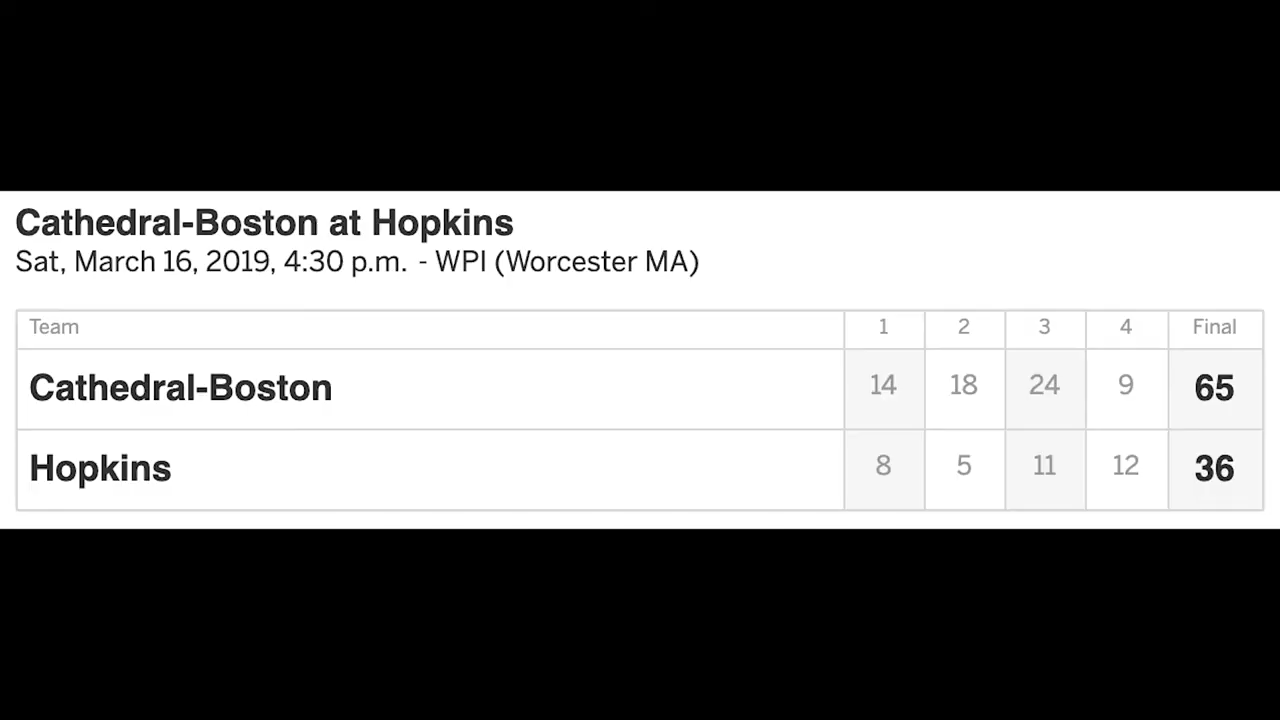 Cathedral-Boston at Hopkins
Sat, March 16, 2019, 4:30 p.m. - WPI (Worcester MA)
Team 1 2 3 4 Final
Cathedral-Boston 14 18 24 9 65
Hopkins 8 5 11 12 36